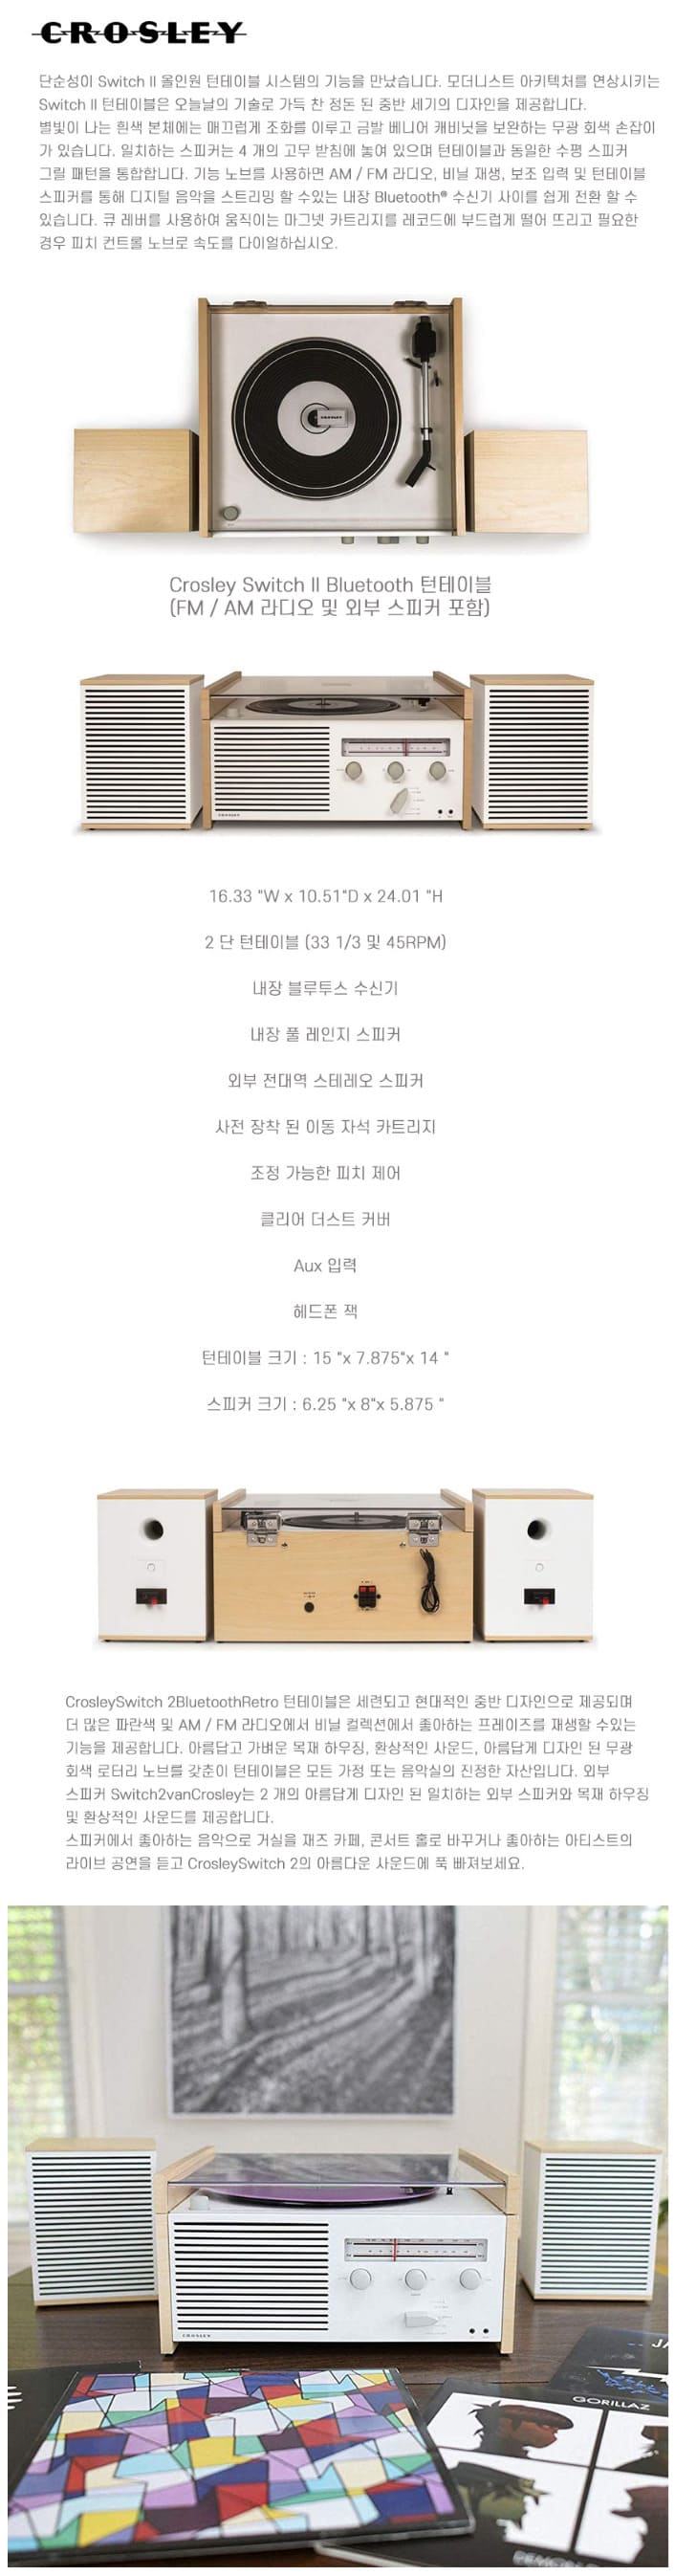 CROSLEY
단순성이 Switch II 올인원 턴테이블 시스템의 기능을 만났습니다. 모더니스트 아키텍처를 연상시키는
Switch II 턴테이블은 오늘날의 기술로 가득 찬 정돈 된 중반 세기의 디자인을 제공합니다.
별빛이 나는 흰색 본체에는 매끄럽게 조화를 이루고 금발 베니어 캐비닛을 보완하는 무광 회색 손잡이
가 있습니다. 일치하는 스피커는 4 개의 고무 받침에 놓여 있으며 턴테이블과 동일한 수평 스피커
그릴 패턴을 통합합니다. 기능 노브를 사용하면 AM / FM 라디오, 비닐 재생, 보조 입력 및 턴테이블
스피커를 통해 디지털 음악을 스트리밍 할 수있는 내장 Bluetooth® 수신기 사이를 쉽게 전환 할 수
있습니다. 큐 레버를 사용하여 움직이는 마그넷 카트리지를 레코드에 부드럽게 떨어 뜨리고 필요한
경우 피치 컨트롤 노브로 속도를 다이얼하십시오.
CROSLEY
Crosley Switch II Bluetooth 턴테이블
(FM / AM 라디오 및 외부 스피커 포함)
CROSLEY
16.33 "W x 10.51"D x 24.01 "H
2 단 턴테이블 (33 1/3 및 45RPM)
내장 블루투스 수신기
내장 풀 레인지 스피커
외부 전대역 스테레오 스피커
사전 장착 된 이동 자석 카트리지
조정 가능한 피치 제어
클리어 더스트 커버
Aux 입력
헤드폰 잭
턴테이블 크기 : 15 "x 7.875"x 14 "
스피커 크기 : 6.25 "x 8"x 5.875 "
CrosleySwitch 2BluetoothRetro 턴테이블은 세련되고 현대적인 중반 디자인으로 제공되며
더 많은 파란색 및 AM / FM 라디오에서 비닐 컬렉션에서 좋아하는 프레이즈를 재생할 수있는
기능을 제공합니다. 아름답고 가벼운 목재 하우징, 환상적인 사운드, 아름답게 디자인 된 무광
회색 로터리 노브를 갖춘이 턴테이블은 모든 가정 또는 음악실의 진정한 자산입니다. 외부
스피커 Switch2vanCrosley는 2 개의 아름답게 디자인 된 일치하는 외부 스피커와 목재 하우징
및 환상적인 사운드를 제공합니다.
스피커에서 좋아하는 음악으로 거실을 재즈 카페, 콘서트 홀로 바꾸거나 좋아하는 아티스트의
라이브 공연을 듣고 CrosleySwitch 2의 아름다운 사운드에 푹 빠져보세요.
CROSLEY
GORILLAZ